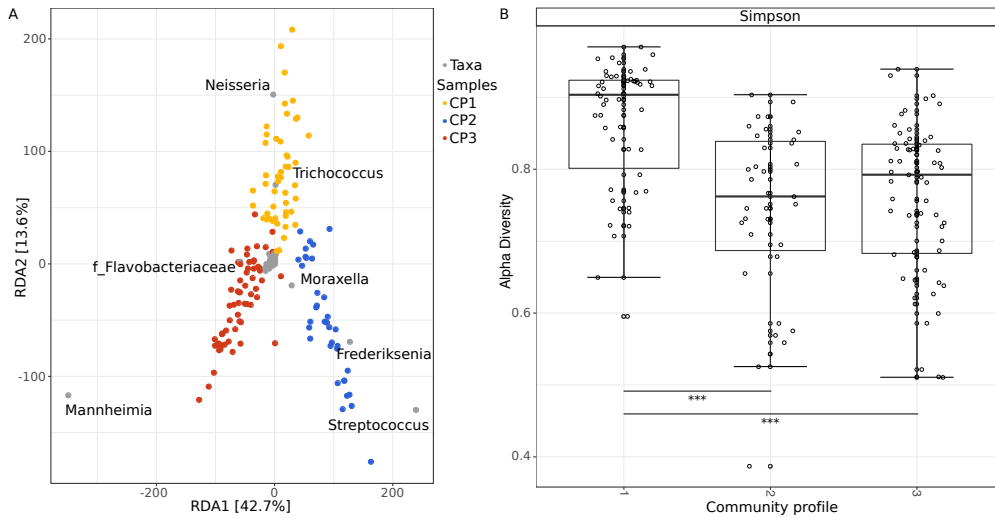 A
B
Simpson
200
100
0
-100
-200
0
200
RDA2 [13.6%]
RDA1 [42.7%]
Neisseria
Trichococcus
f_Flavobacteriaceae
Moraxella
Frederiksenia
Mannheimia
Streptococcus
Taxa
Samples
CP1
CP2
CP3
Alpha Diversity
0.8
0.6
0.4
***
***
1
2
3
Community profile